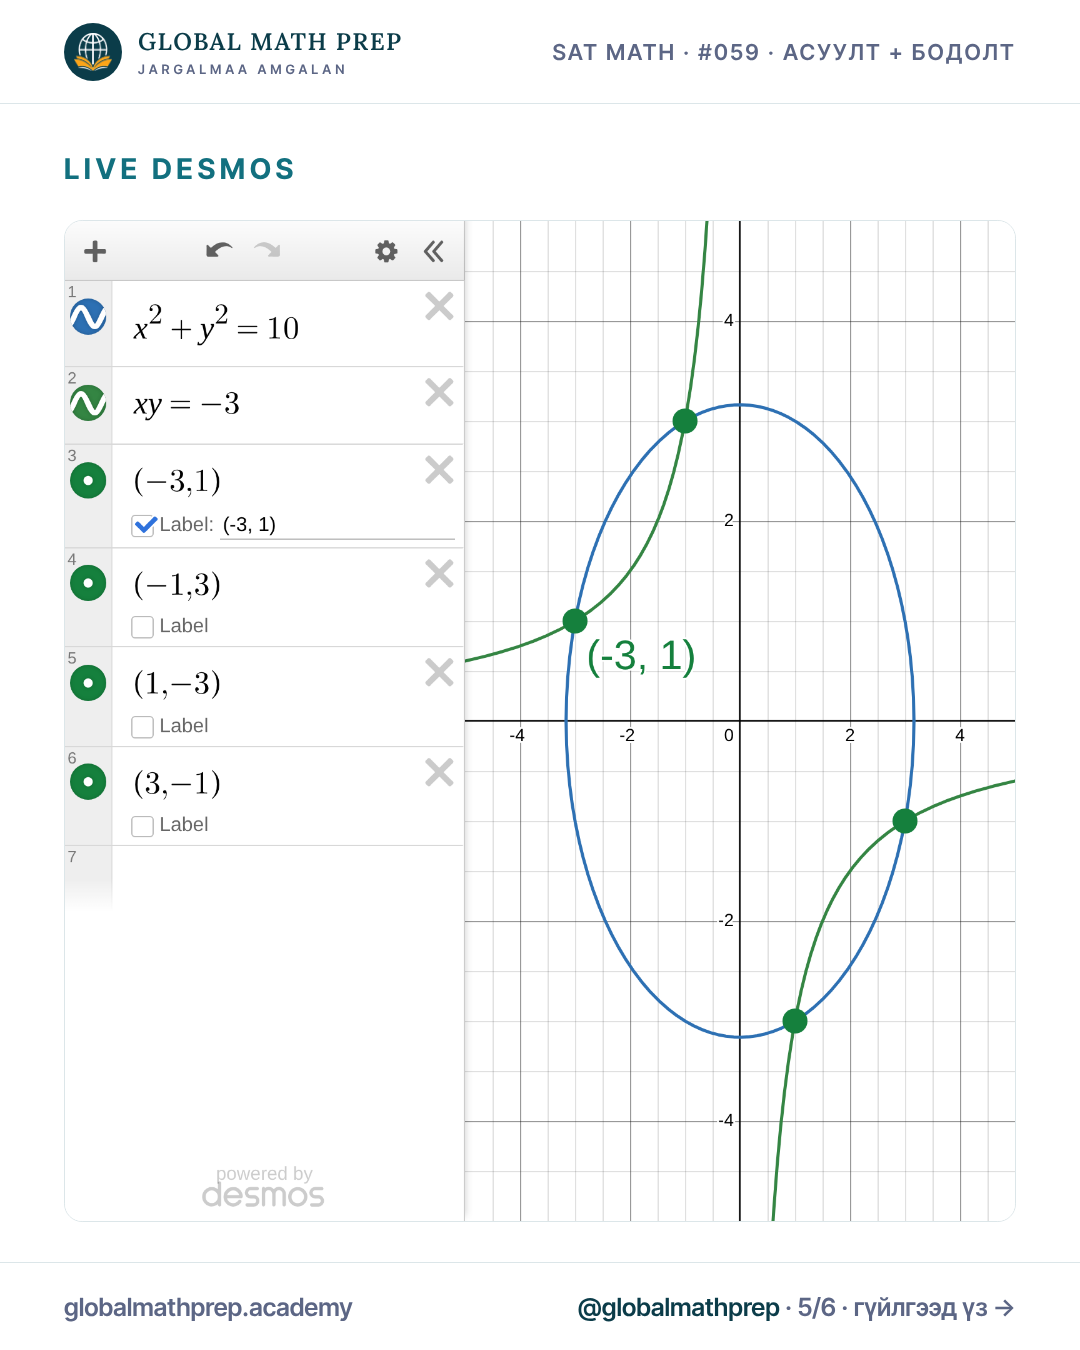 GLOBAL MATH PREP
JARGALMAA AMGALAN
SAT MATH · #059 · АСУУЛТ + БОДОЛТ
LIVE DESMOS
1
x² + y² = 10
2
xy = −3
3
(−3,1)
Label: (-3, 1)
4
(−1,3)
Label
5
(1,−3)
Label
6
(3,−1)
Label
7
powered by
desmos
4
2
(-3, 1)
-4 -2 0 2 4
-2
-4
globalmathprep.academy
@globalmathprep · 5/6 · гүйлгээд үз →